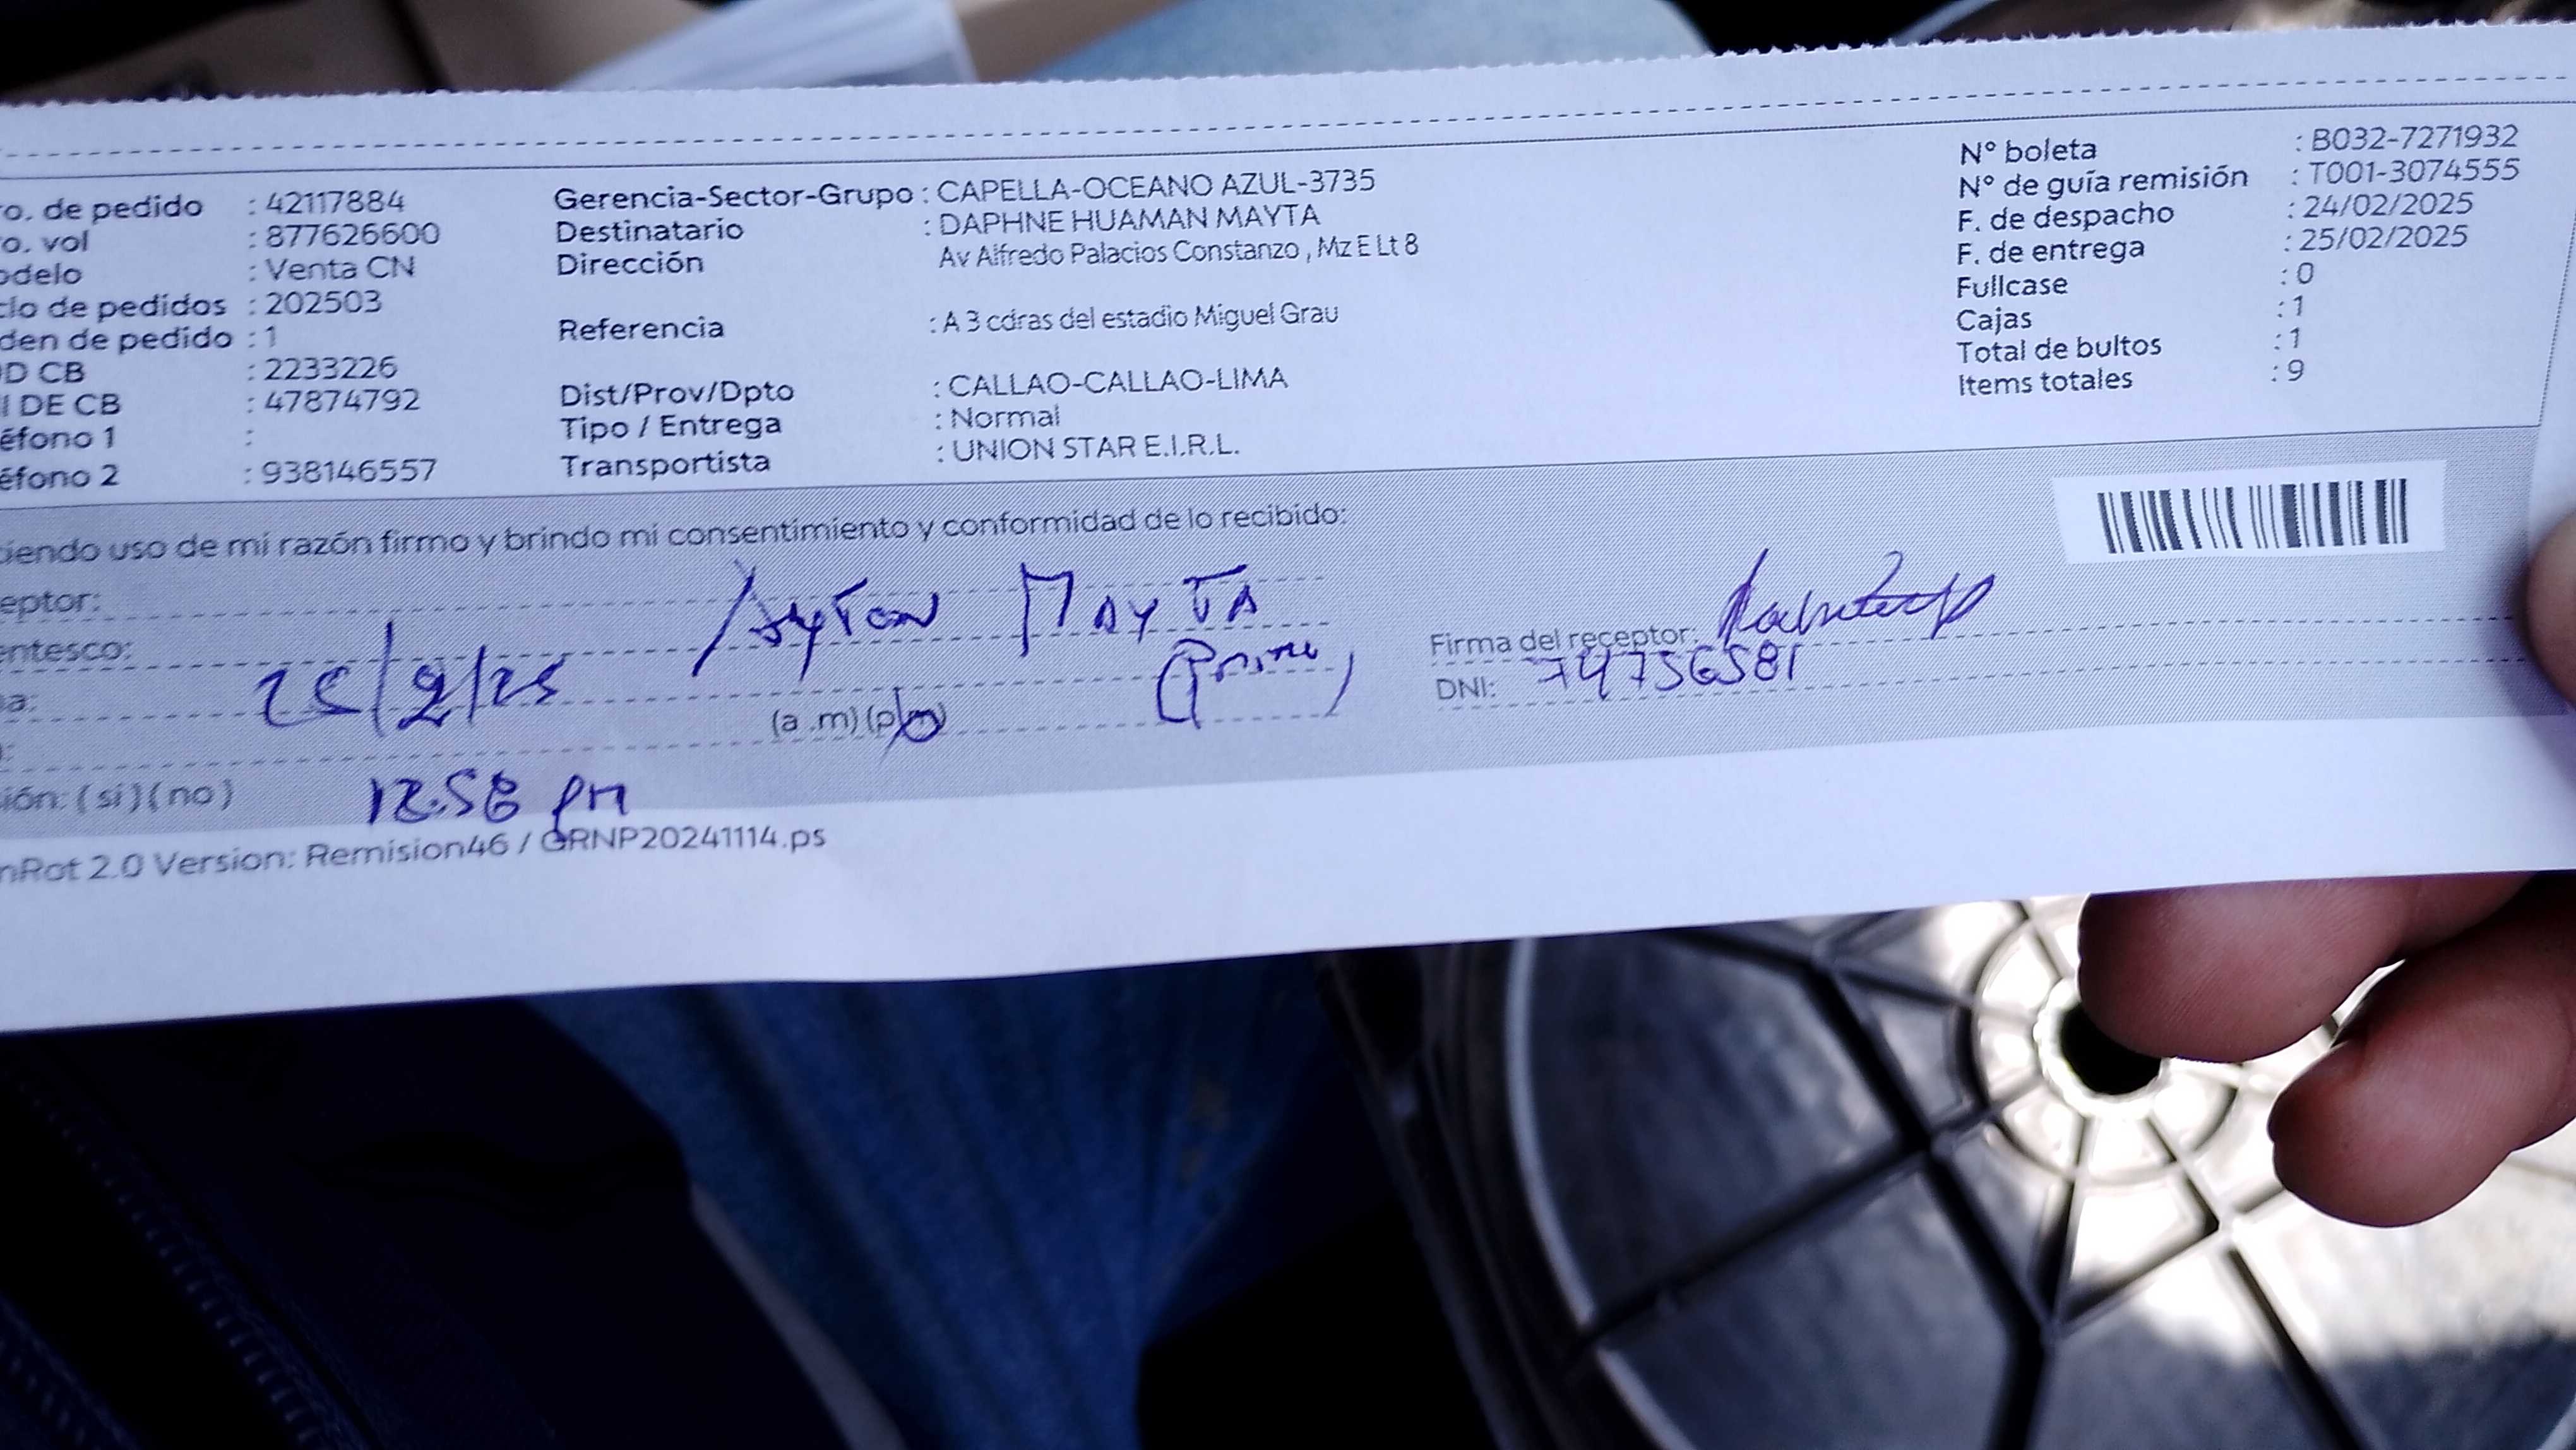 ro. de pedido : 42117884
ro. vol : 877626600
odelo : Venta CN
clo de pedidos : 202503
den de pedido : 1
D CB : 2233226
I DE CB : 47874792
éfono 1 :
éfono 2 : 938146557
Gerencia-Sector-Grupo : CAPELLA-OCEANO AZUL-3735
Destinatario : DAPHNE HUAMAN MAYTA
Dirección Av Alfredo Palacios Constanzo , Mz E Lt 8
Referencia : A 3 cdras del estadio Miguel Grau
Dist/Prov/Dpto : CALLAO-CALLAO-LIMA
Tipo / Entrega : Normal
Transportista : UNION STAR E.I.R.L.
N° boleta : B032-7271932
N° de guía remisión : T001-3074555
F. de despacho : 24/02/2025
F. de entrega : 25/02/2025
Fullcase : 0
Cajas : 1
Total de bultos : 1
Items totales : 9
ciendo uso de mi razón firmo y brindo mi consentimiento y conformidad de lo recibido:
eptor: Ayton MAYTA
entesco: (Primo)
a: 25/2/25
: (a .m) (p.m)
ión: ( si ) ( no ) 12:58 pm
Firma del receptor:
DNI: 74756581
nRot 2.0 Version: Remision46 / GRNP20241114.ps